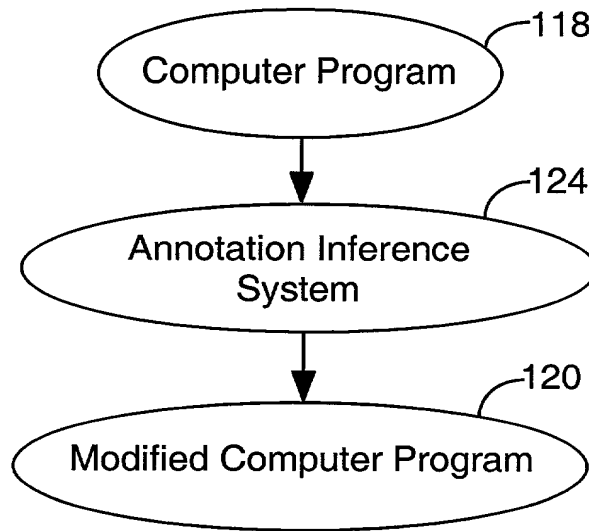 118
Computer Program
124
Annotation Inference
System
120
Modified Computer Program